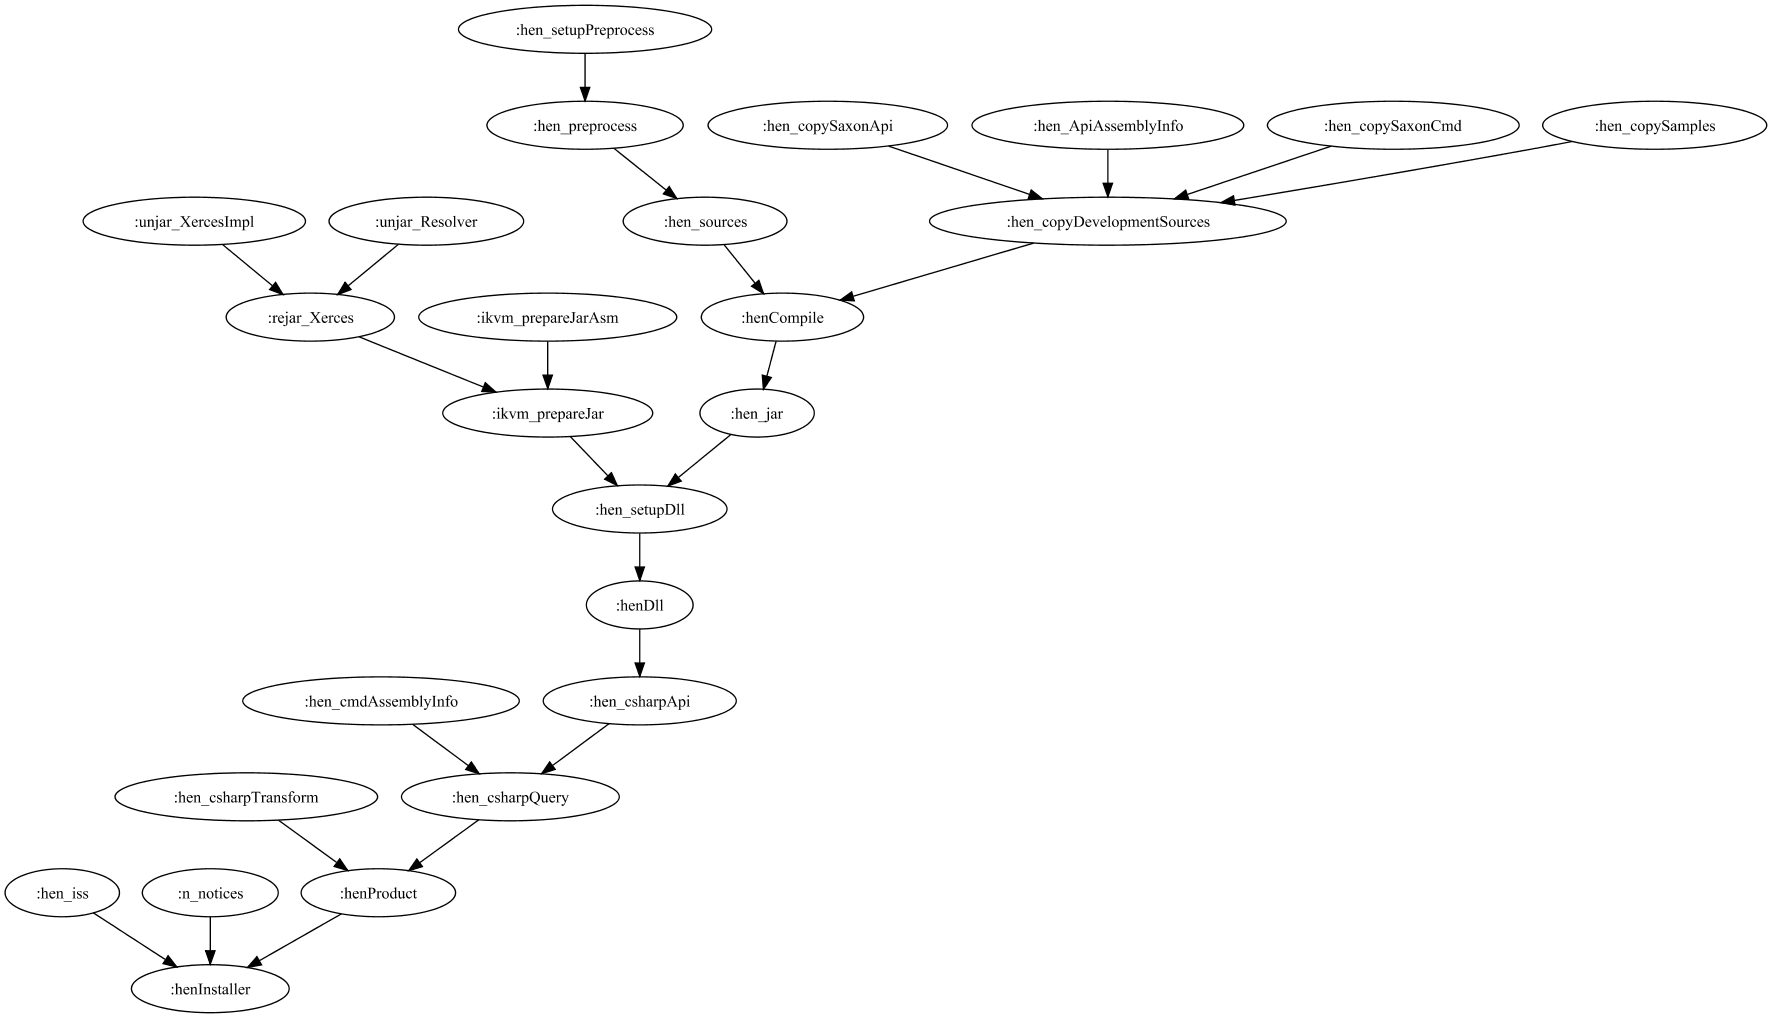 :hen_setupPreprocess
:hen_preprocess
:hen_copySaxonApi
:hen_ApiAssemblyInfo
:hen_copySaxonCmd
:hen_copySamples
:unjar_XercesImpl
:unjar_Resolver
:hen_sources
:hen_copyDevelopmentSources
:rejar_Xerces
:ikvm_prepareJarAsm
:henCompile
:ikvm_prepareJar
:hen_jar
:hen_setupDll
:henDll
:hen_cmdAssemblyInfo
:hen_csharpApi
:hen_csharpTransform
:hen_csharpQuery
:hen_iss
:n_notices
:henProduct
:henInstaller